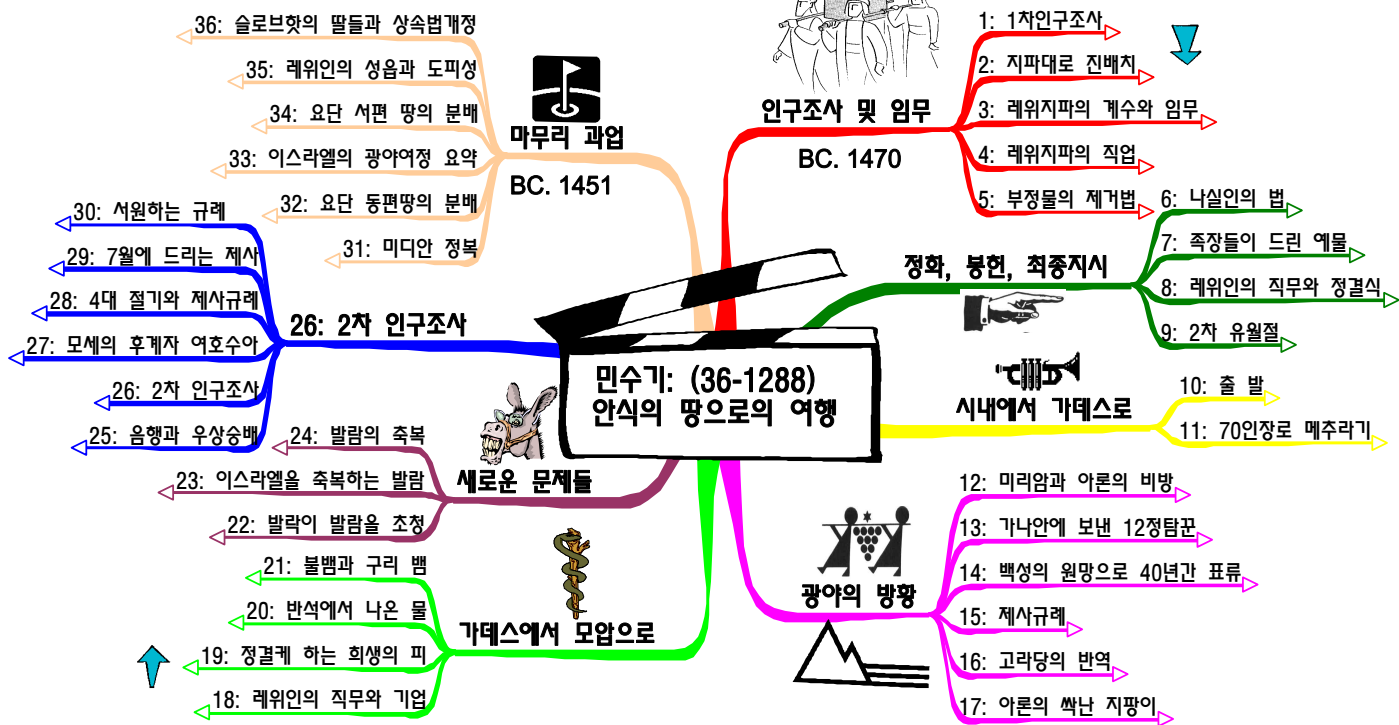 민수기: (36-1288)
안식의 땅으로의 여행
인구조사 및 임무
BC. 1470
1: 1차인구조사
2: 지파대로 진배치
3: 레위지파의 계수와 임무
4: 레위지파의 직업
5: 부정물의 제거법
정화, 봉헌, 최종지시
6: 나실인의 법
7: 족장들이 드린 예물
8: 레위인의 직무와 정결식
9: 2차 유월절
시내에서 가데스로
10: 출 발
11: 70인장로 메추라기
광야의 방황
12: 미리암과 아론의 비방
13: 가나안에 보낸 12정탐꾼
14: 백성의 원망으로 40년간 표류
15: 제사규례
16: 고라당의 반역
17: 아론의 싹난 지팡이
가데스에서 모압으로
21: 불뱀과 구리 뱀
20: 반석에서 나온 물
19: 정결케 하는 희생의 피
18: 레위인의 직무와 기업
새로운 문제들
24: 발람의 축복
23: 이스라엘을 축복하는 발람
22: 발락이 발람을 초청
26: 2차 인구조사
30: 서원하는 규례
29: 7월에 드리는 제사
28: 4대 절기와 제사규례
27: 모세의 후계자 여호수아
26: 2차 인구조사
25: 음행과 우상숭배
마무리 과업
BC. 1451
36: 슬로브핫의 딸들과 상속법개정
35: 레위인의 성읍과 도피성
34: 요단 서편 땅의 분배
33: 이스라엘의 광야여정 요약
32: 요단 동편땅의 분배
31: 미디안 정복